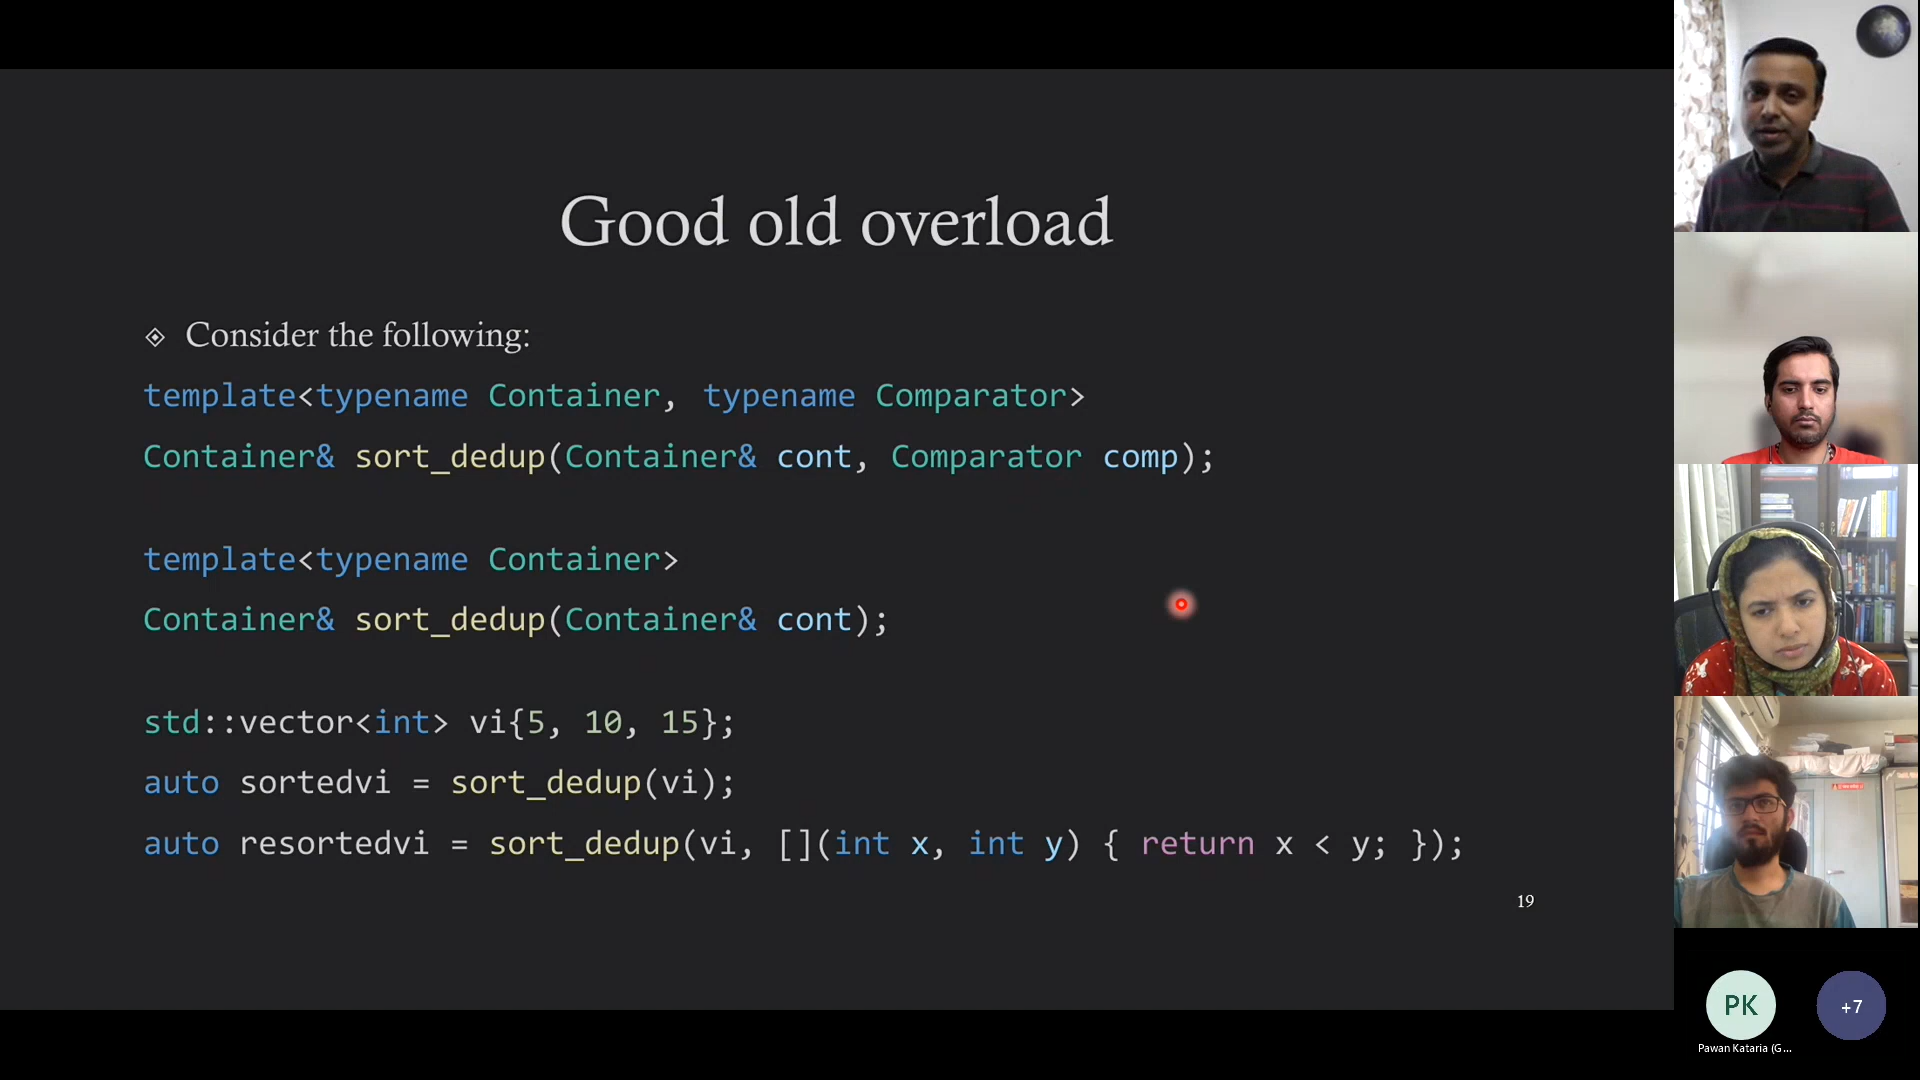 Good old overload
Consider the following:
template<typename Container, typename Comparator>
Container& sort_dedup(Container& cont, Comparator comp);
template<typename Container>
Container& sort_dedup(Container& cont);
std::vector<int> vi{5, 10, 15};
auto sortedvi = sort_dedup(vi);
auto resortedvi = sort_dedup(vi, [](int x, int y) { return x < y; });
19
PK
+7
Pawan Kataria (G...